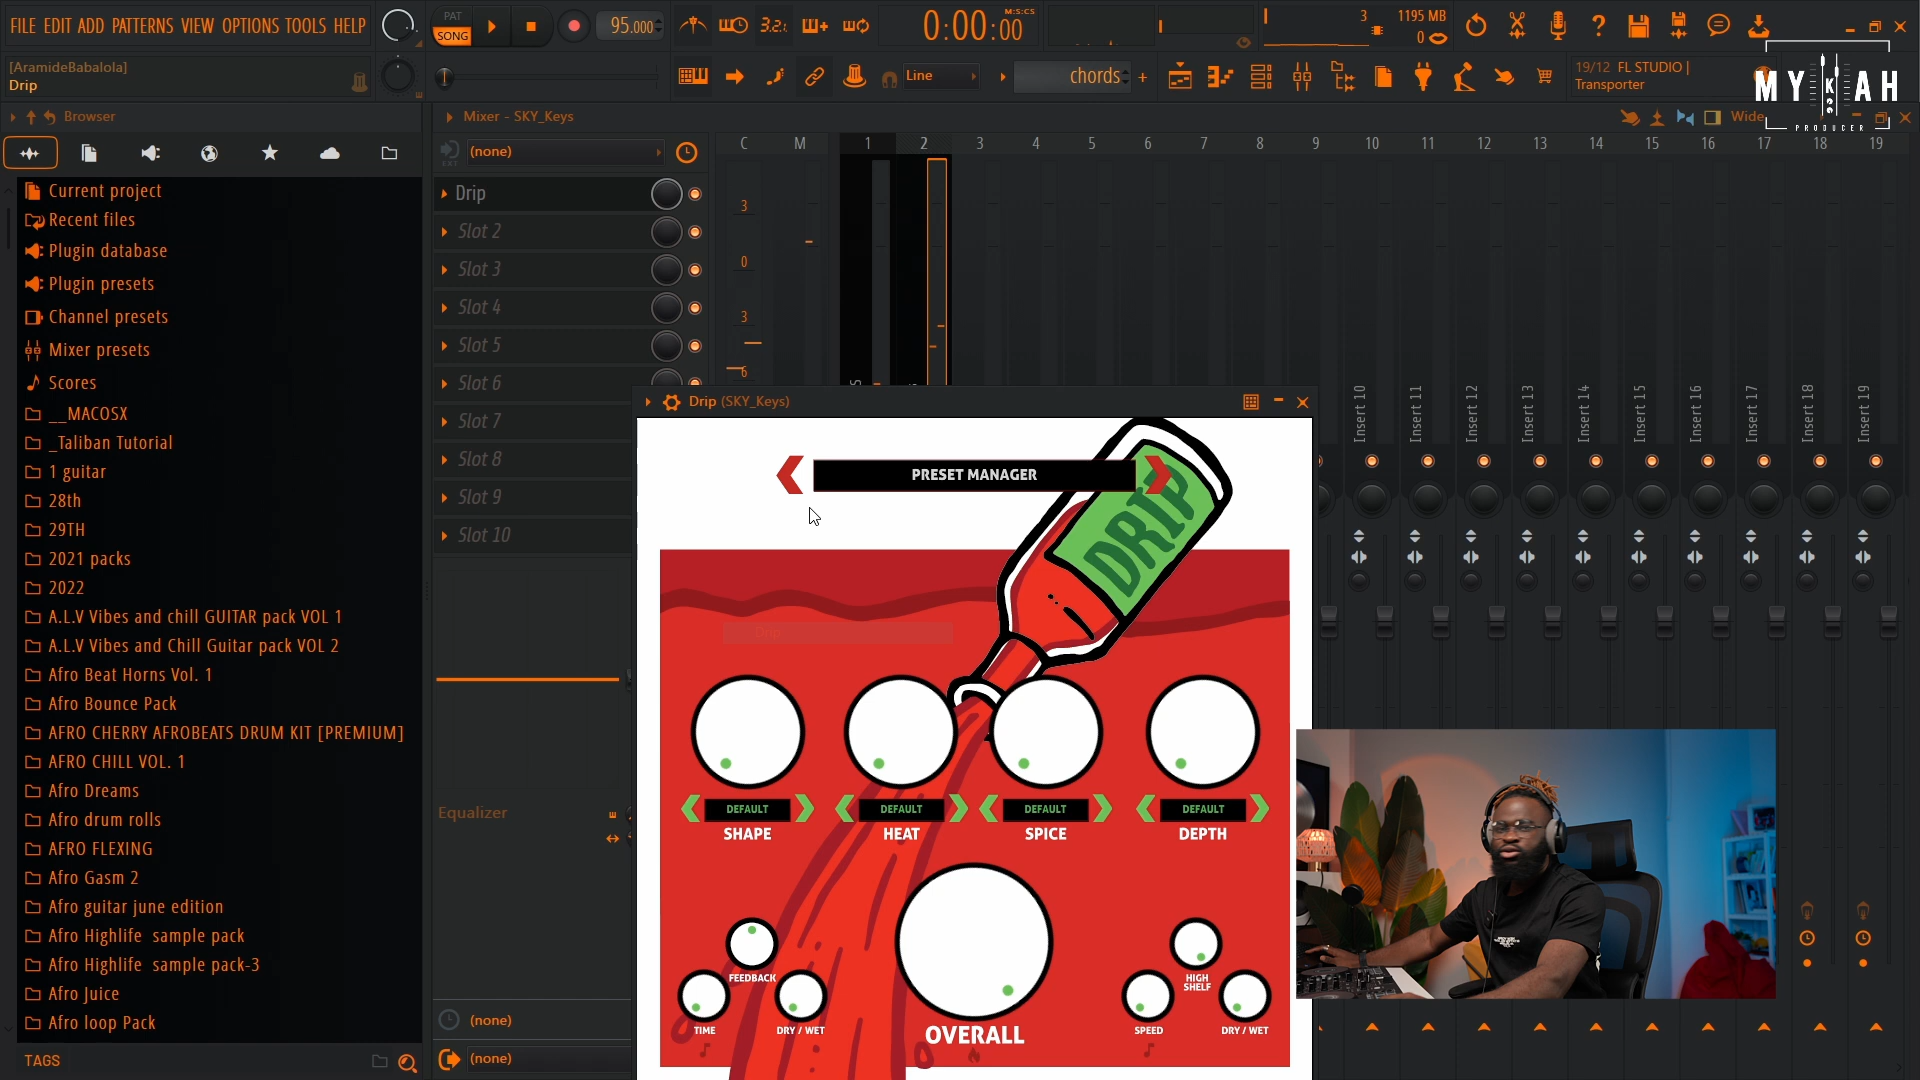 FILE EDIT ADD PATTERNS VIEW OPTIONS TOOLS HELP
PAT
SONG
95.000
3.2.
0:00:00
M:S:CS
3
1195 MB
0
[AramideBabalola]
Drip
Line
chords
19/12 FL STUDIO |
Transporter
MYKAH
PRODUCER
Browser
Mixer - SKY_Keys
Wide
(none)
C M 1 2 3 4 5 6 7 8 9 10 11 12 13 14 15 16 17 18 19
Current project
Recent files
Plugin database
Plugin presets
Channel presets
Mixer presets
Scores
__MACOSX
_Taliban Tutorial
1 guitar
28th
29TH
2021 packs
2022
A.L.V Vibes and chill GUITAR pack VOL 1
A.L.V Vibes and Chill Guitar pack VOL 2
Afro Beat Horns Vol. 1
Afro Bounce Pack
AFRO CHERRY AFROBEATS DRUM KIT [PREMIUM]
AFRO CHILL VOL. 1
Afro Dreams
Afro drum rolls
AFRO FLEXING
Afro Gasm 2
Afro guitar june edition
Afro Highlife sample pack
Afro Highlife sample pack-3
Afro Juice
Afro loop Pack
TAGS
Drip
Slot 2
Slot 3
Slot 4
Slot 5
Slot 6
Slot 7
Slot 8
Slot 9
Slot 10
Equalizer
(none)
(none)
3
0
3
6
Drip (SKY_Keys)
PRESET MANAGER
DRIP
Drip
DEFAULT DEFAULT DEFAULT DEFAULT
SHAPE HEAT SPICE DEPTH
FEEDBACK
TIME
DRY / WET
OVERALL
HIGH
SHELF
SPEED
DRY / WET
Insert 10
Insert 11
Insert 12
Insert 13
Insert 14
Insert 15
Insert 16
Insert 17
Insert 18
Insert 19